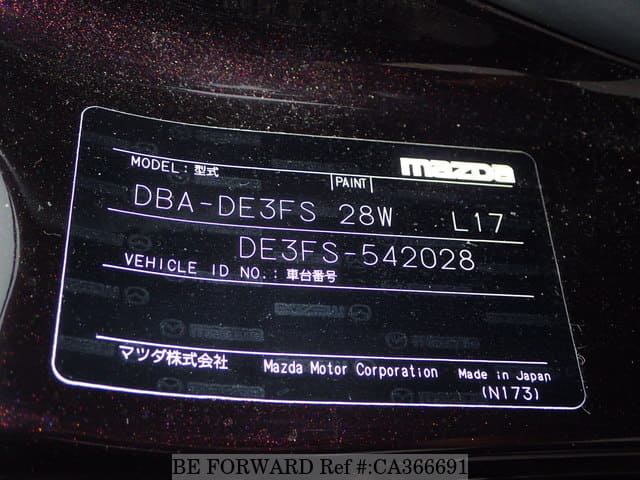 mazda
MODEL:型式
PAINT
DBA-DE3FS 28W L17
DE3FS-542028
VEHICLE ID NO.:車台番号
マツダ株式会社 Mazda Motor Corporation Made in Japan
(N173)
BE FORWARD Ref #:CA366691